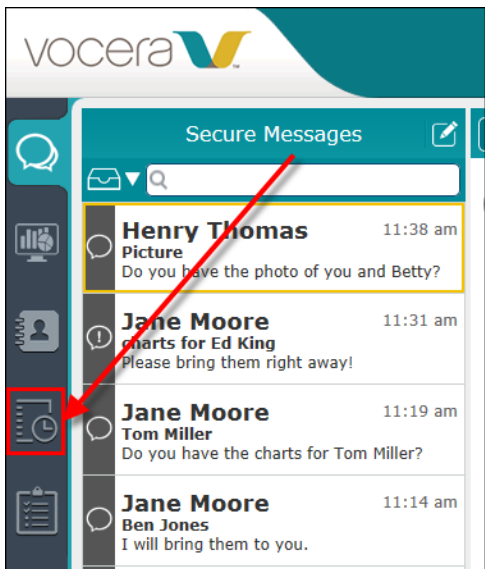 vocera
Secure Messages
Henry Thomas 11:38 am
Picture
Do you have the photo of you and Betty?
Jane Moore 11:31 am
charts for Ed King
Please bring them right away!
Jane Moore 11:19 am
Tom Miller
Do you have the charts for Tom Miller?
Jane Moore 11:14 am
Ben Jones
I will bring them to you.